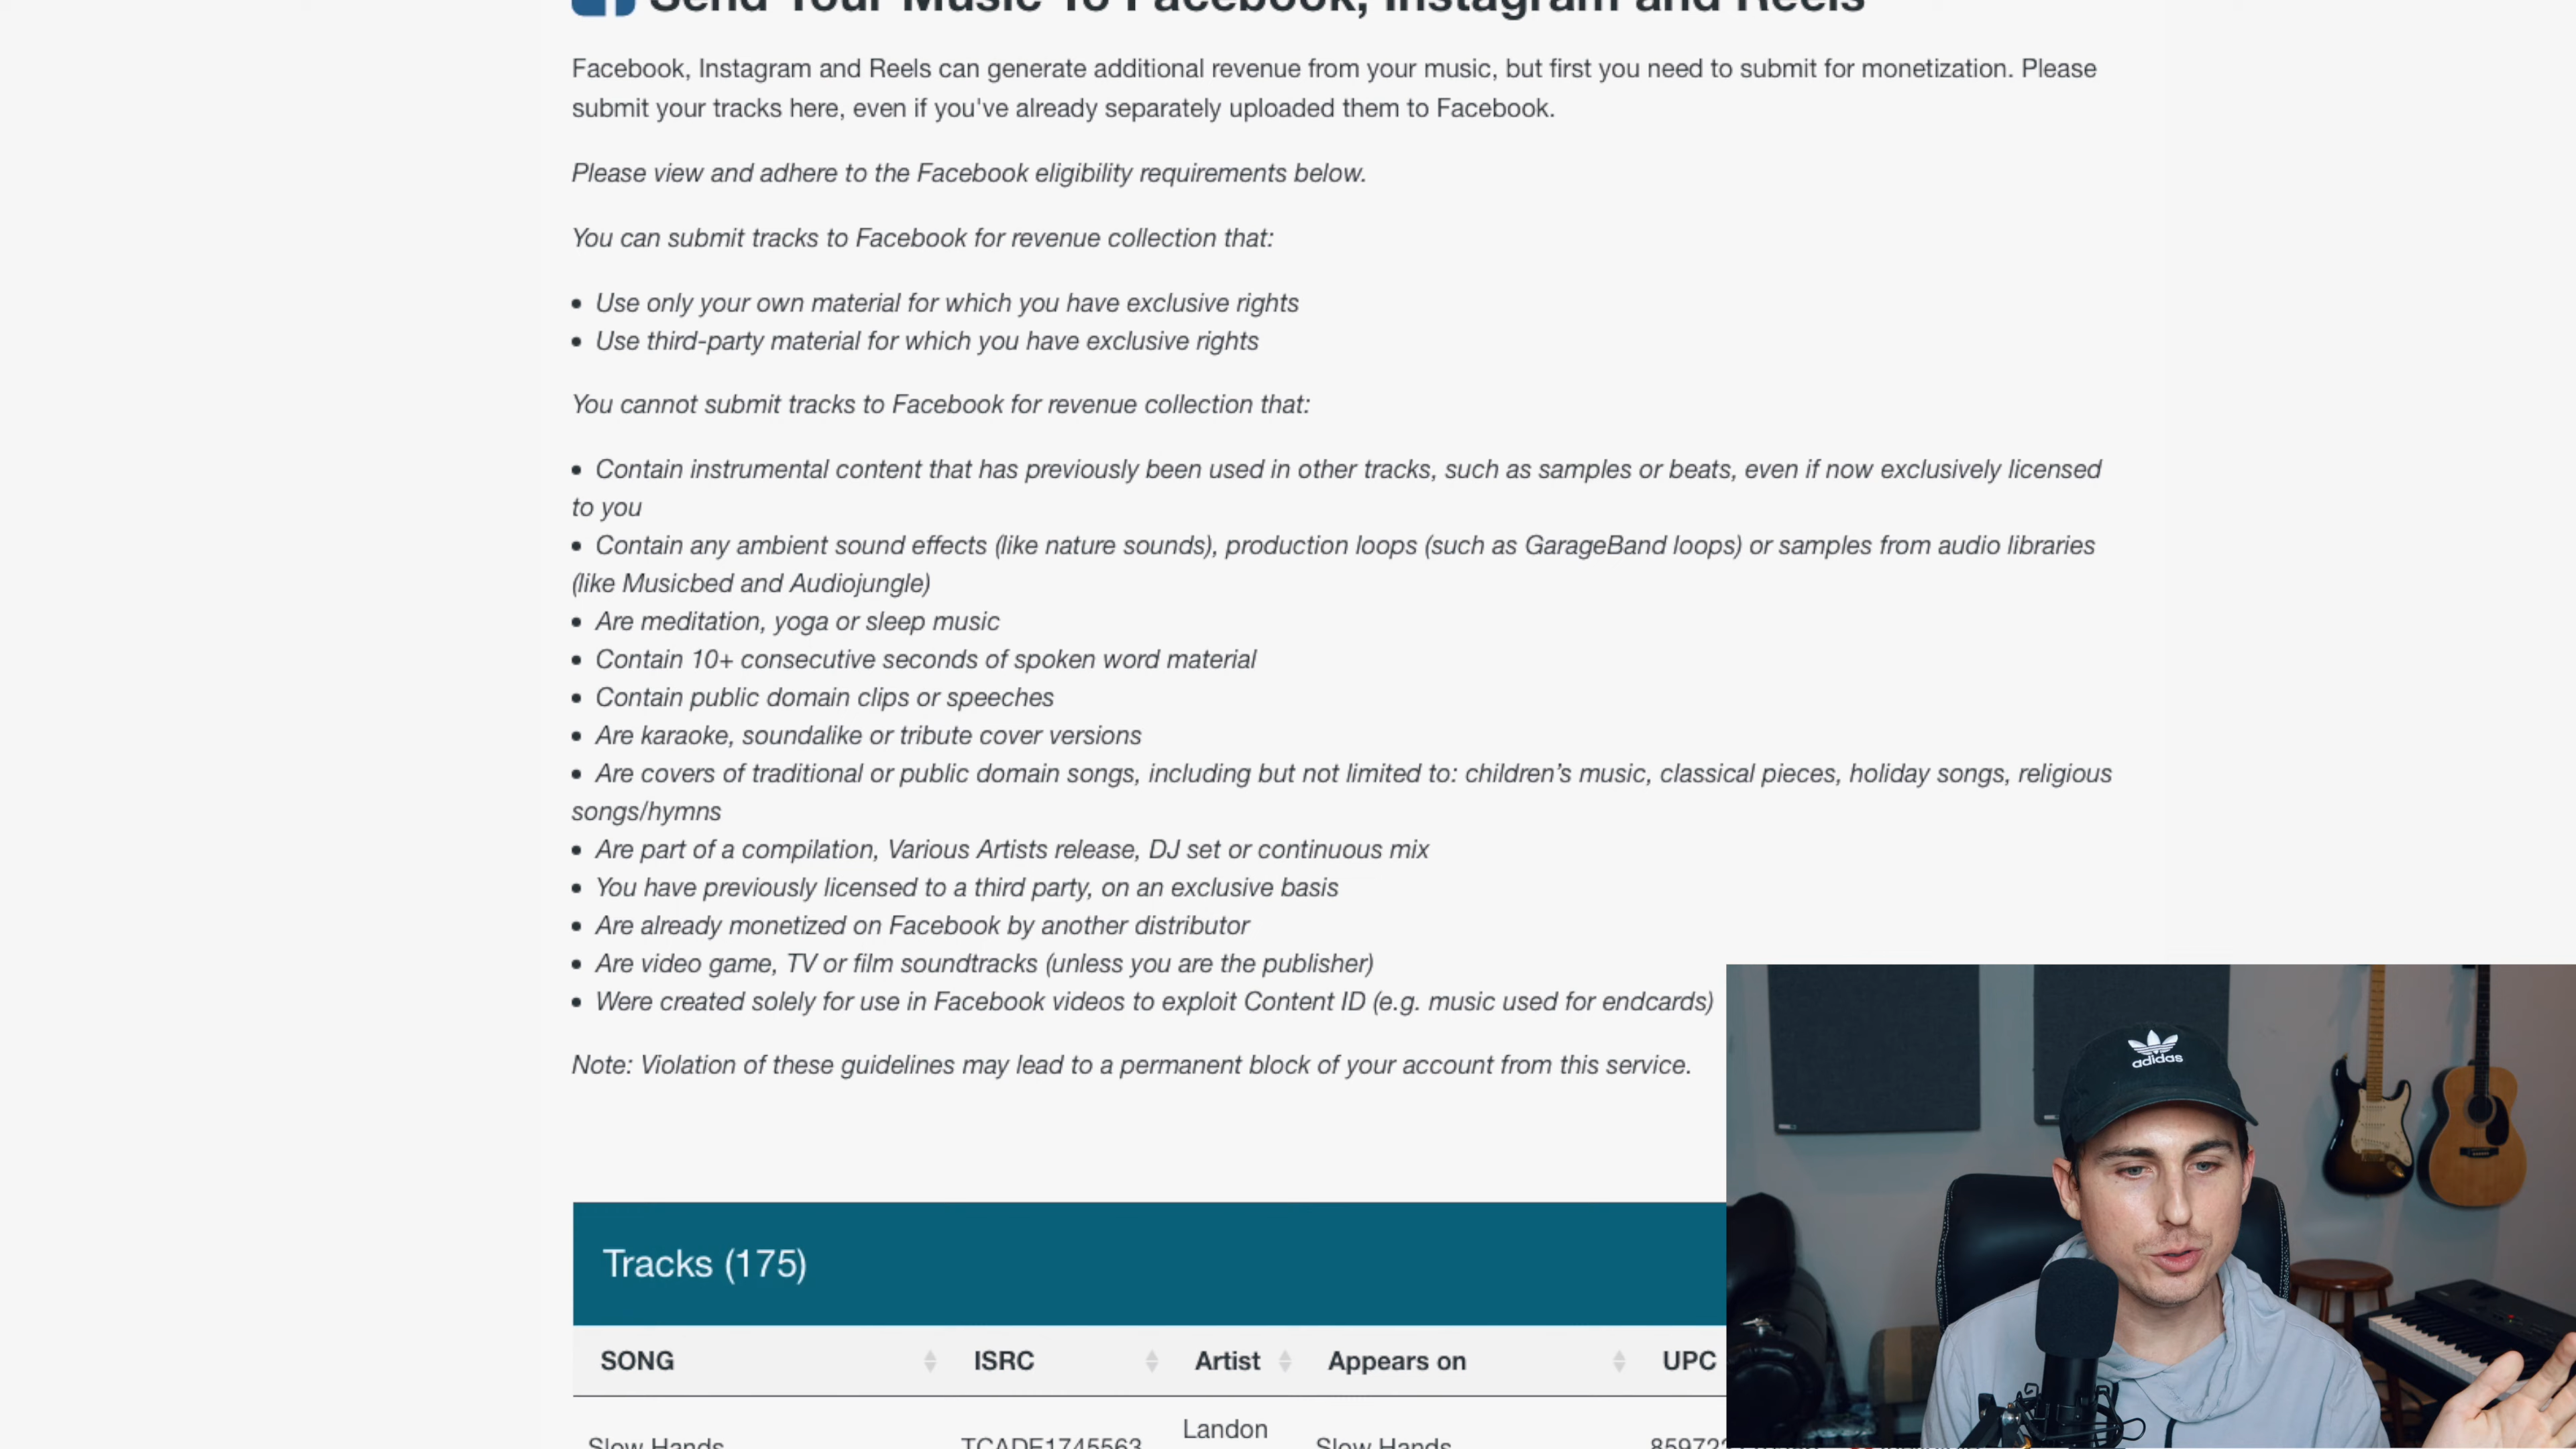 Send Your Music To Facebook, Instagram and Reels
Facebook, Instagram and Reels can generate additional revenue from your music, but first you need to submit for monetization. Please
submit your tracks here, even if you've already separately uploaded them to Facebook.
Please view and adhere to the Facebook eligibility requirements below.
You can submit tracks to Facebook for revenue collection that:
• Use only your own material for which you have exclusive rights
• Use third-party material for which you have exclusive rights
You cannot submit tracks to Facebook for revenue collection that:
• Contain instrumental content that has previously been used in other tracks, such as samples or beats, even if now exclusively licensed
to you
• Contain any ambient sound effects (like nature sounds), production loops (such as GarageBand loops) or samples from audio libraries
(like Musicbed and Audiojungle)
• Are meditation, yoga or sleep music
• Contain 10+ consecutive seconds of spoken word material
• Contain public domain clips or speeches
• Are karaoke, soundalike or tribute cover versions
• Are covers of traditional or public domain songs, including but not limited to: children's music, classical pieces, holiday songs, religious
songs/hymns
• Are part of a compilation, Various Artists release, DJ set or continuous mix
• You have previously licensed to a third party, on an exclusive basis
• Are already monetized on Facebook by another distributor
• Are video game, TV or film soundtracks (unless you are the publisher)
• Were created solely for use in Facebook videos to exploit Content ID (e.g. music used for endcards)
Note: Violation of these guidelines may lead to a permanent block of your account from this service.
adidas
Tracks (175)
SONG ISRC Artist Appears on UPC
Landon
Slow Hands TCADE1745563 Slow Hands